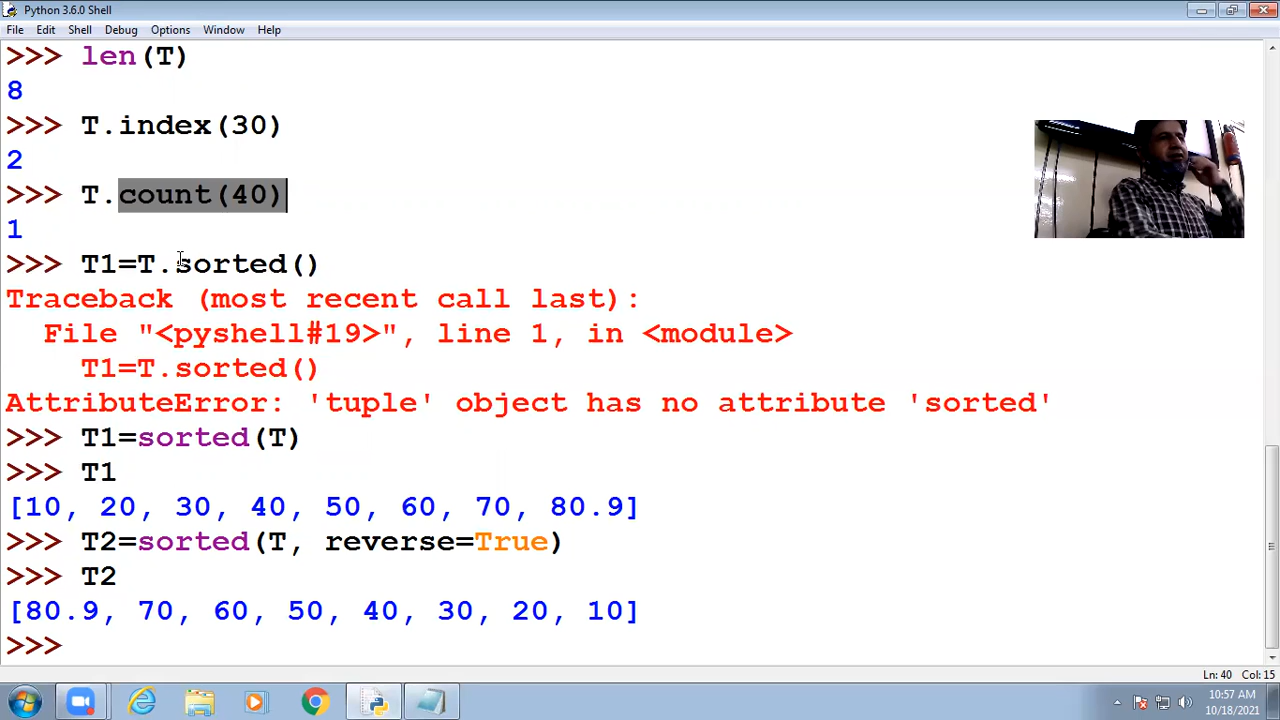 Python 3.6.0 Shell
File Edit Shell Debug Options Window Help
>>> len(T)
8
>>> T.index(30)
2
>>> T.count(40)
1
>>> T1=T.sorted()
Traceback (most recent call last):
  File "<pyshell#19>", line 1, in <module>
    T1=T.sorted()
AttributeError: 'tuple' object has no attribute 'sorted'
>>> T1=sorted(T)
>>> T1
[10, 20, 30, 40, 50, 60, 70, 80.9]
>>> T2=sorted(T, reverse=True)
>>> T2
[80.9, 70, 60, 50, 40, 30, 20, 10]
>>>
Ln: 40 Col: 15
10:57 AM
10/18/2021